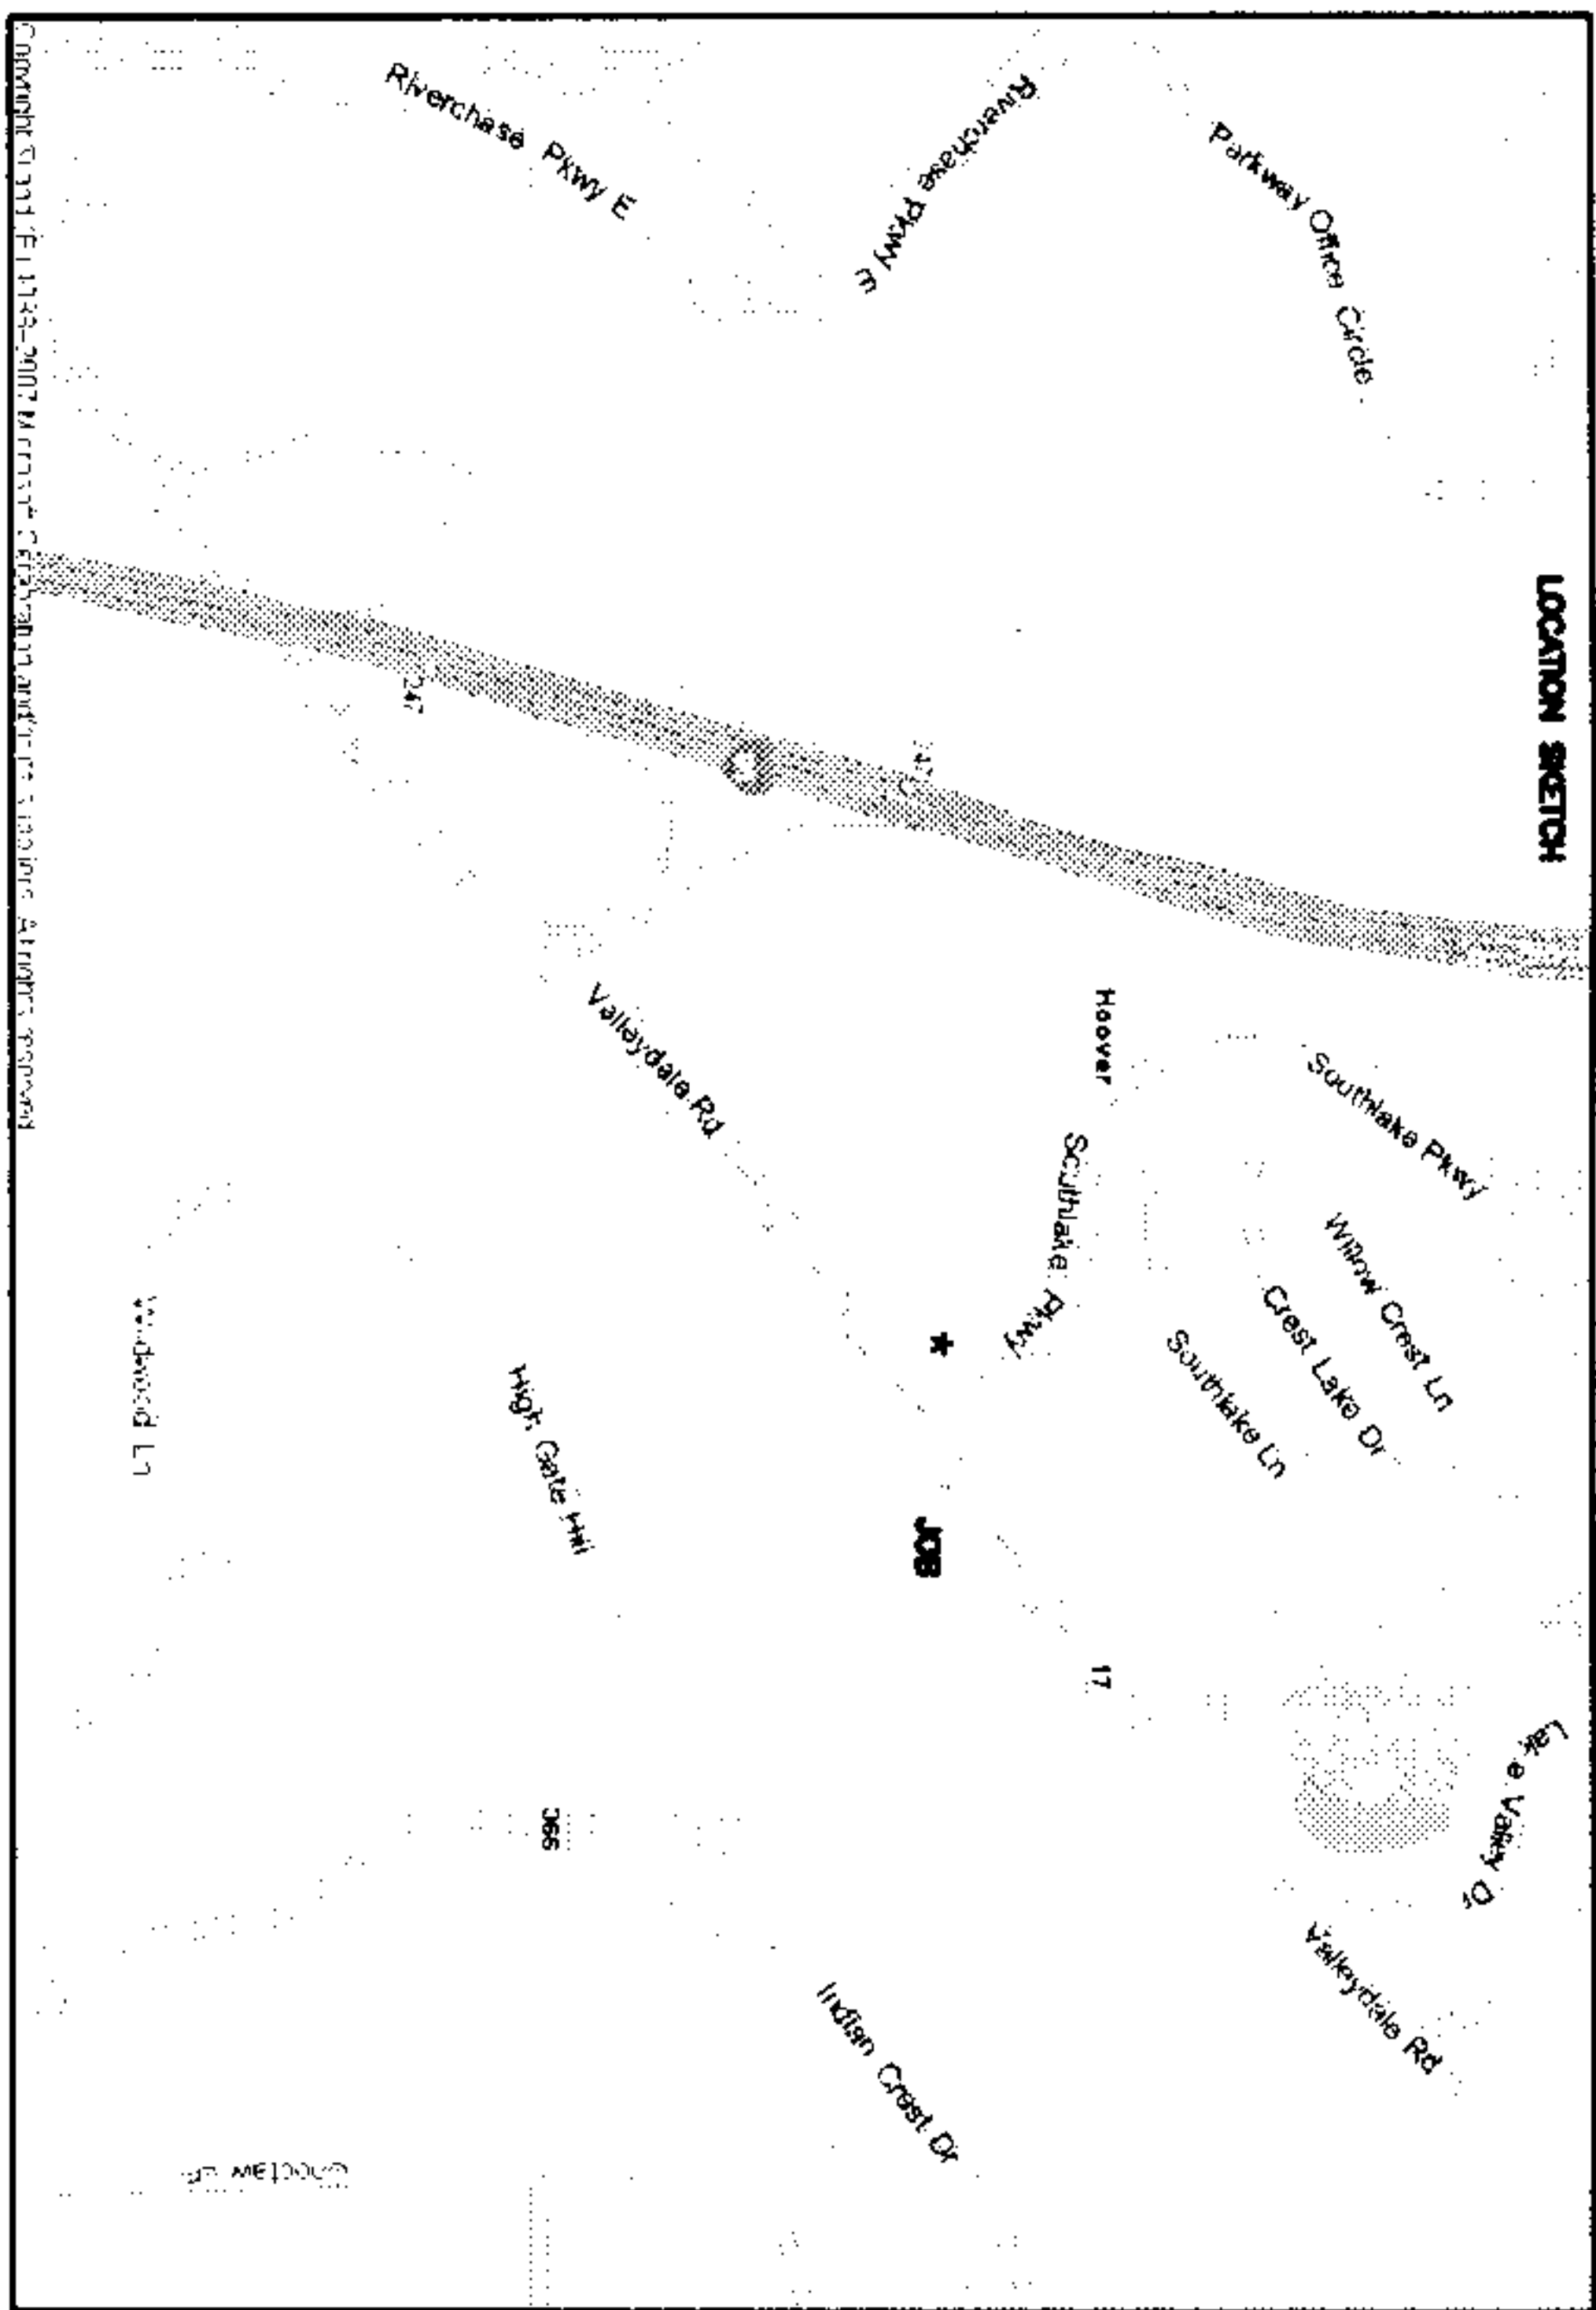 LOCATION SKETCH
Parkway Office Circle
Riverchase Pkwy E
Riverchase Pkwy E
Southlake Pkwy
Hoover
Southlake Pkwy
Willow Crest Ln
Crest Lake Dr
Southlake Ln
Valleydale Rd
JOB
High Gate Hill
17
Lake Valley Dr
Valleydale Rd
Indian Crest Dr